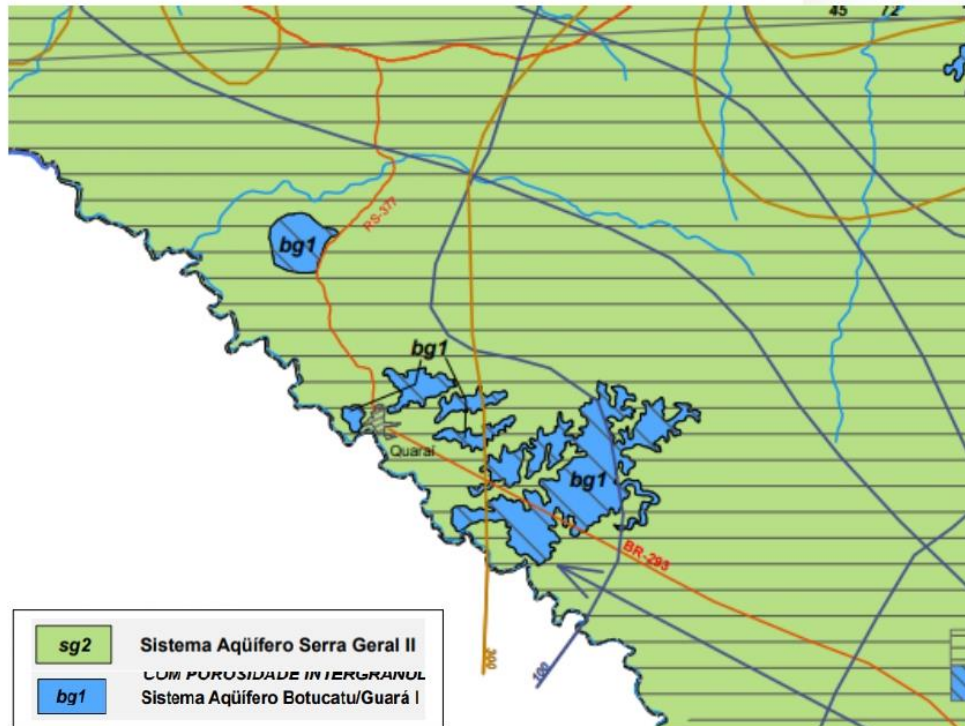 45 72
RS-377
bg1
bg1
Quaraí
bg1
BR-293
300
100
sg2 Sistema Aqüífero Serra Geral II
COM POROSIDADE INTERGRANUL
bg1 Sistema Aqüífero Botucatu/Guará I